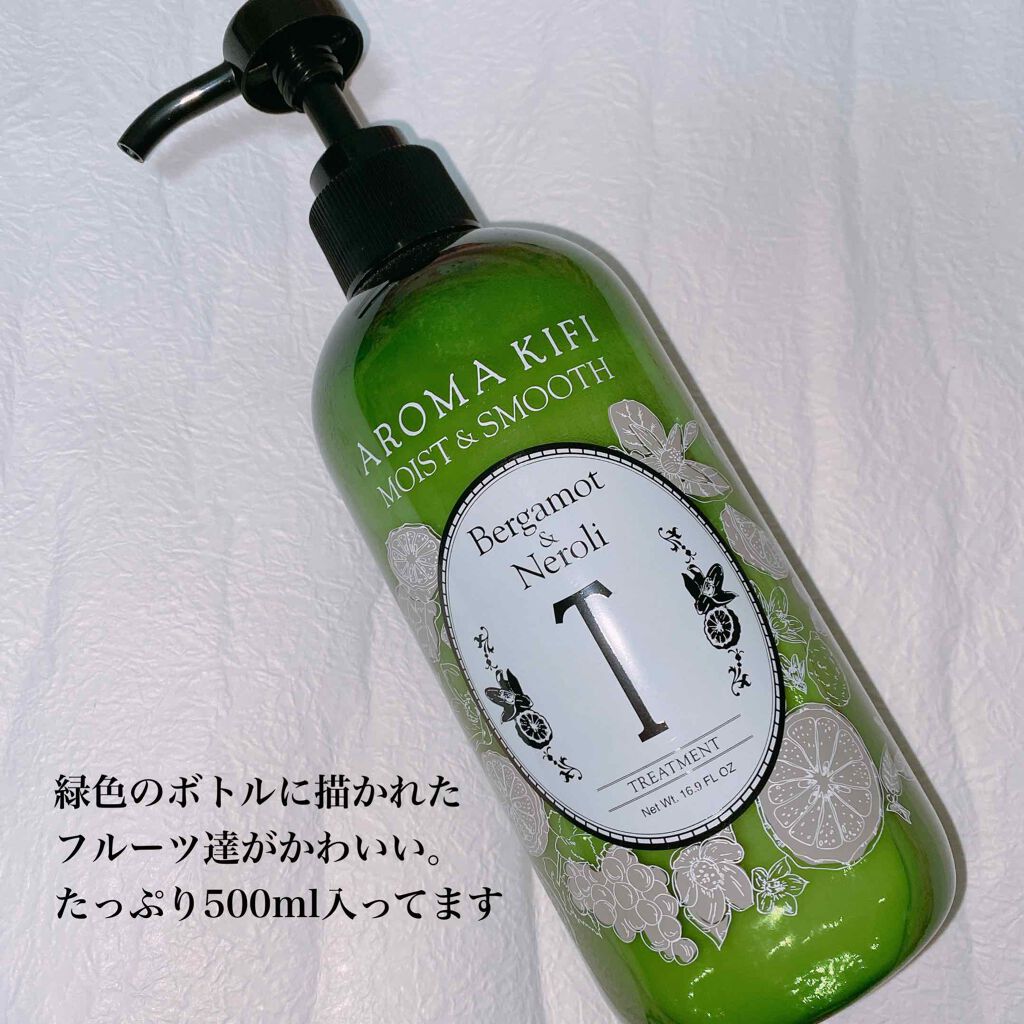 AROMA KIFI
MOIST & SMOOTH
Bergamot
&
Neroli
T
TREATMENT
Net Wt. 16.9 FL OZ
緑色のボトルに描かれた
フルーツ達がかわいい。
たっぷり500ml入ってます